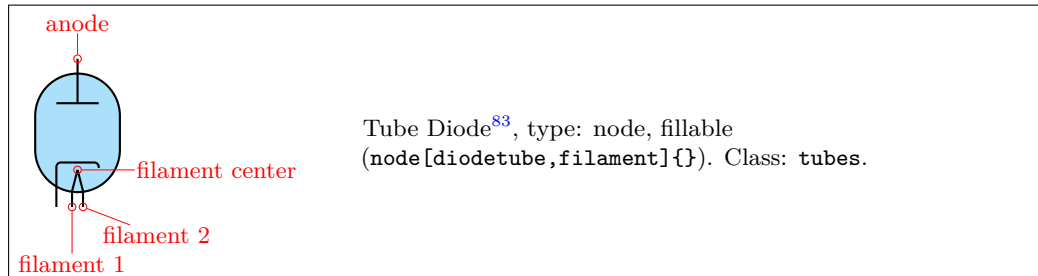 anode
Tube Diode83, type: node, fillable
(node[diodetube,filament]{}). Class: tubes.
filament center
filament 2
filament 1